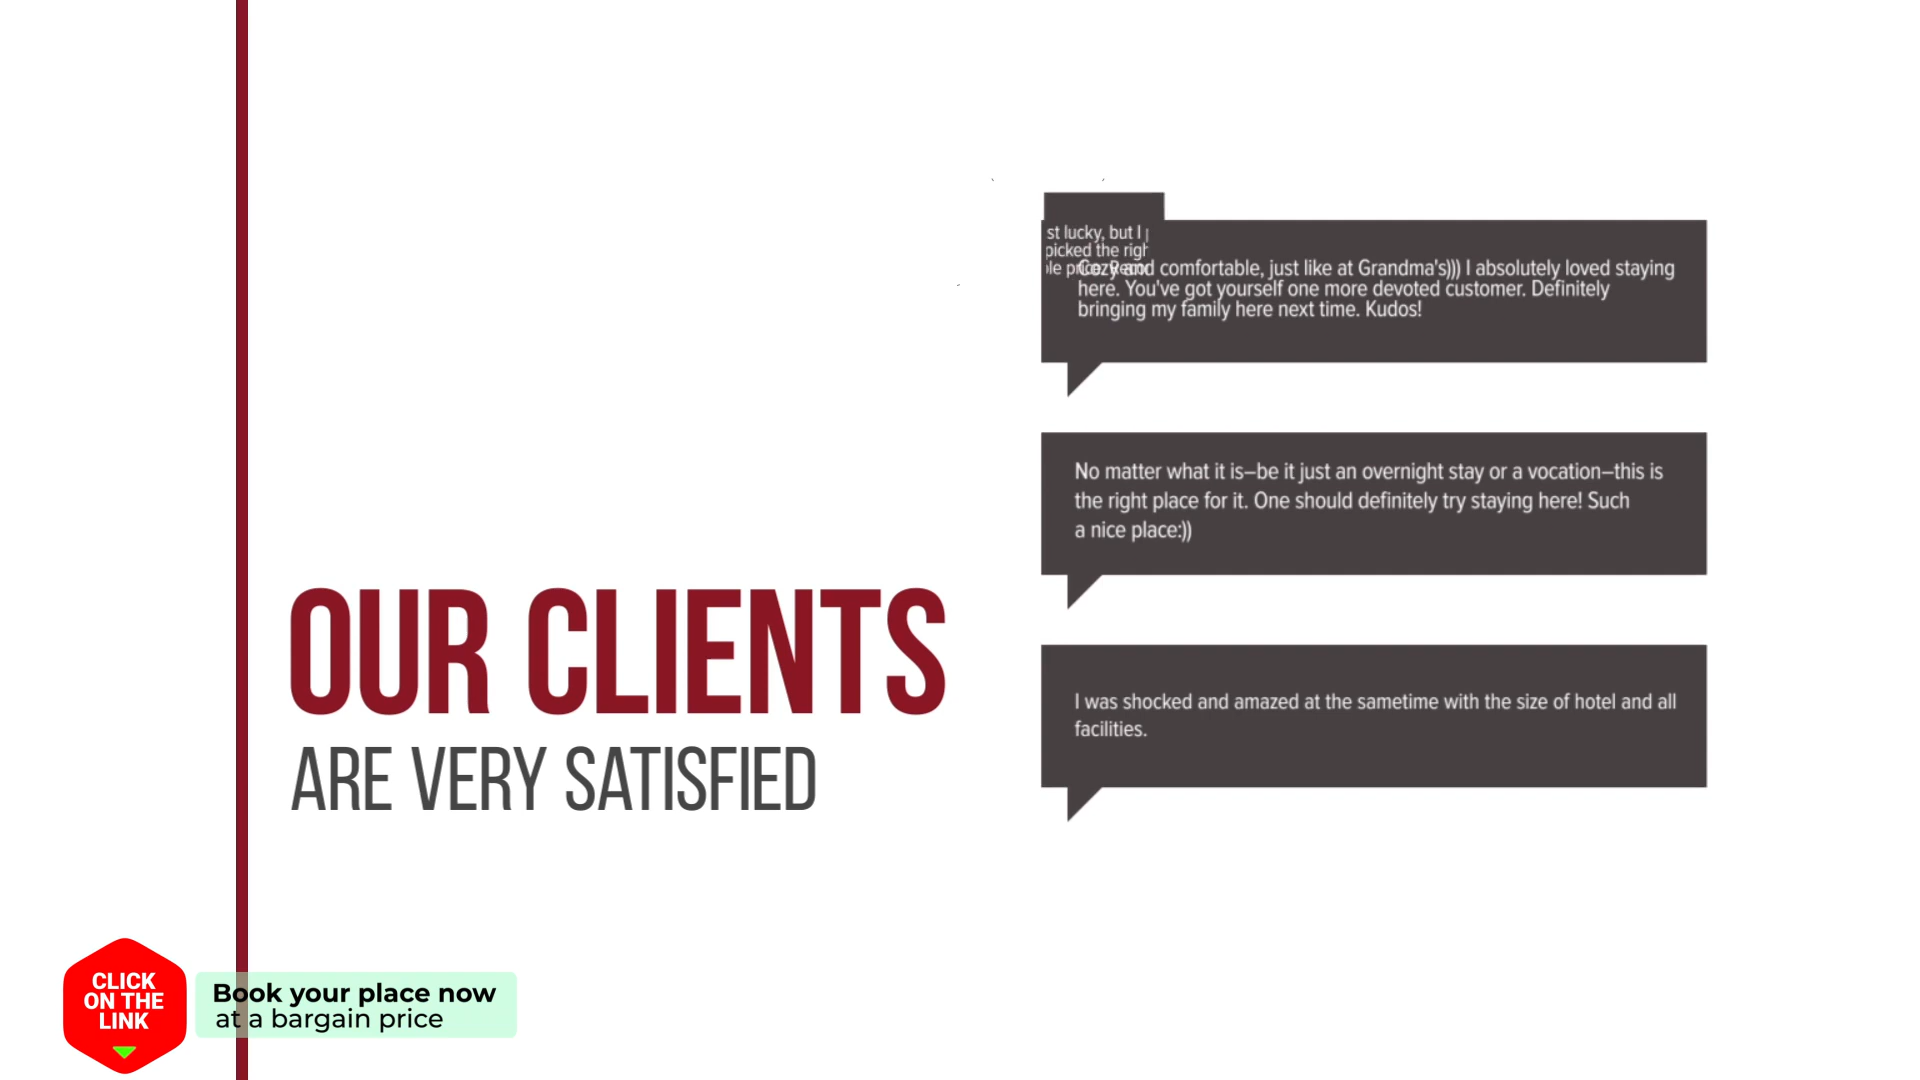 OUR CLIENTS
ARE VERY SATISFIED
st lucky, but I
picked the
Cozy and comfortable, just like at Grandma's))) I absolutely loved staying
here. You've got yourself one more devoted customer. Definitely
bringing my family here next time. Kudos!
No matter what it is–be it just an overnight stay or a vocation–this is
the right place for it. One should definitely try staying here! Such
a nice place:))
I was shocked and amazed at the sametime with the size of hotel and all
facilities.
CLICK
ON THE
LINK
Book your place now
at a bargain price